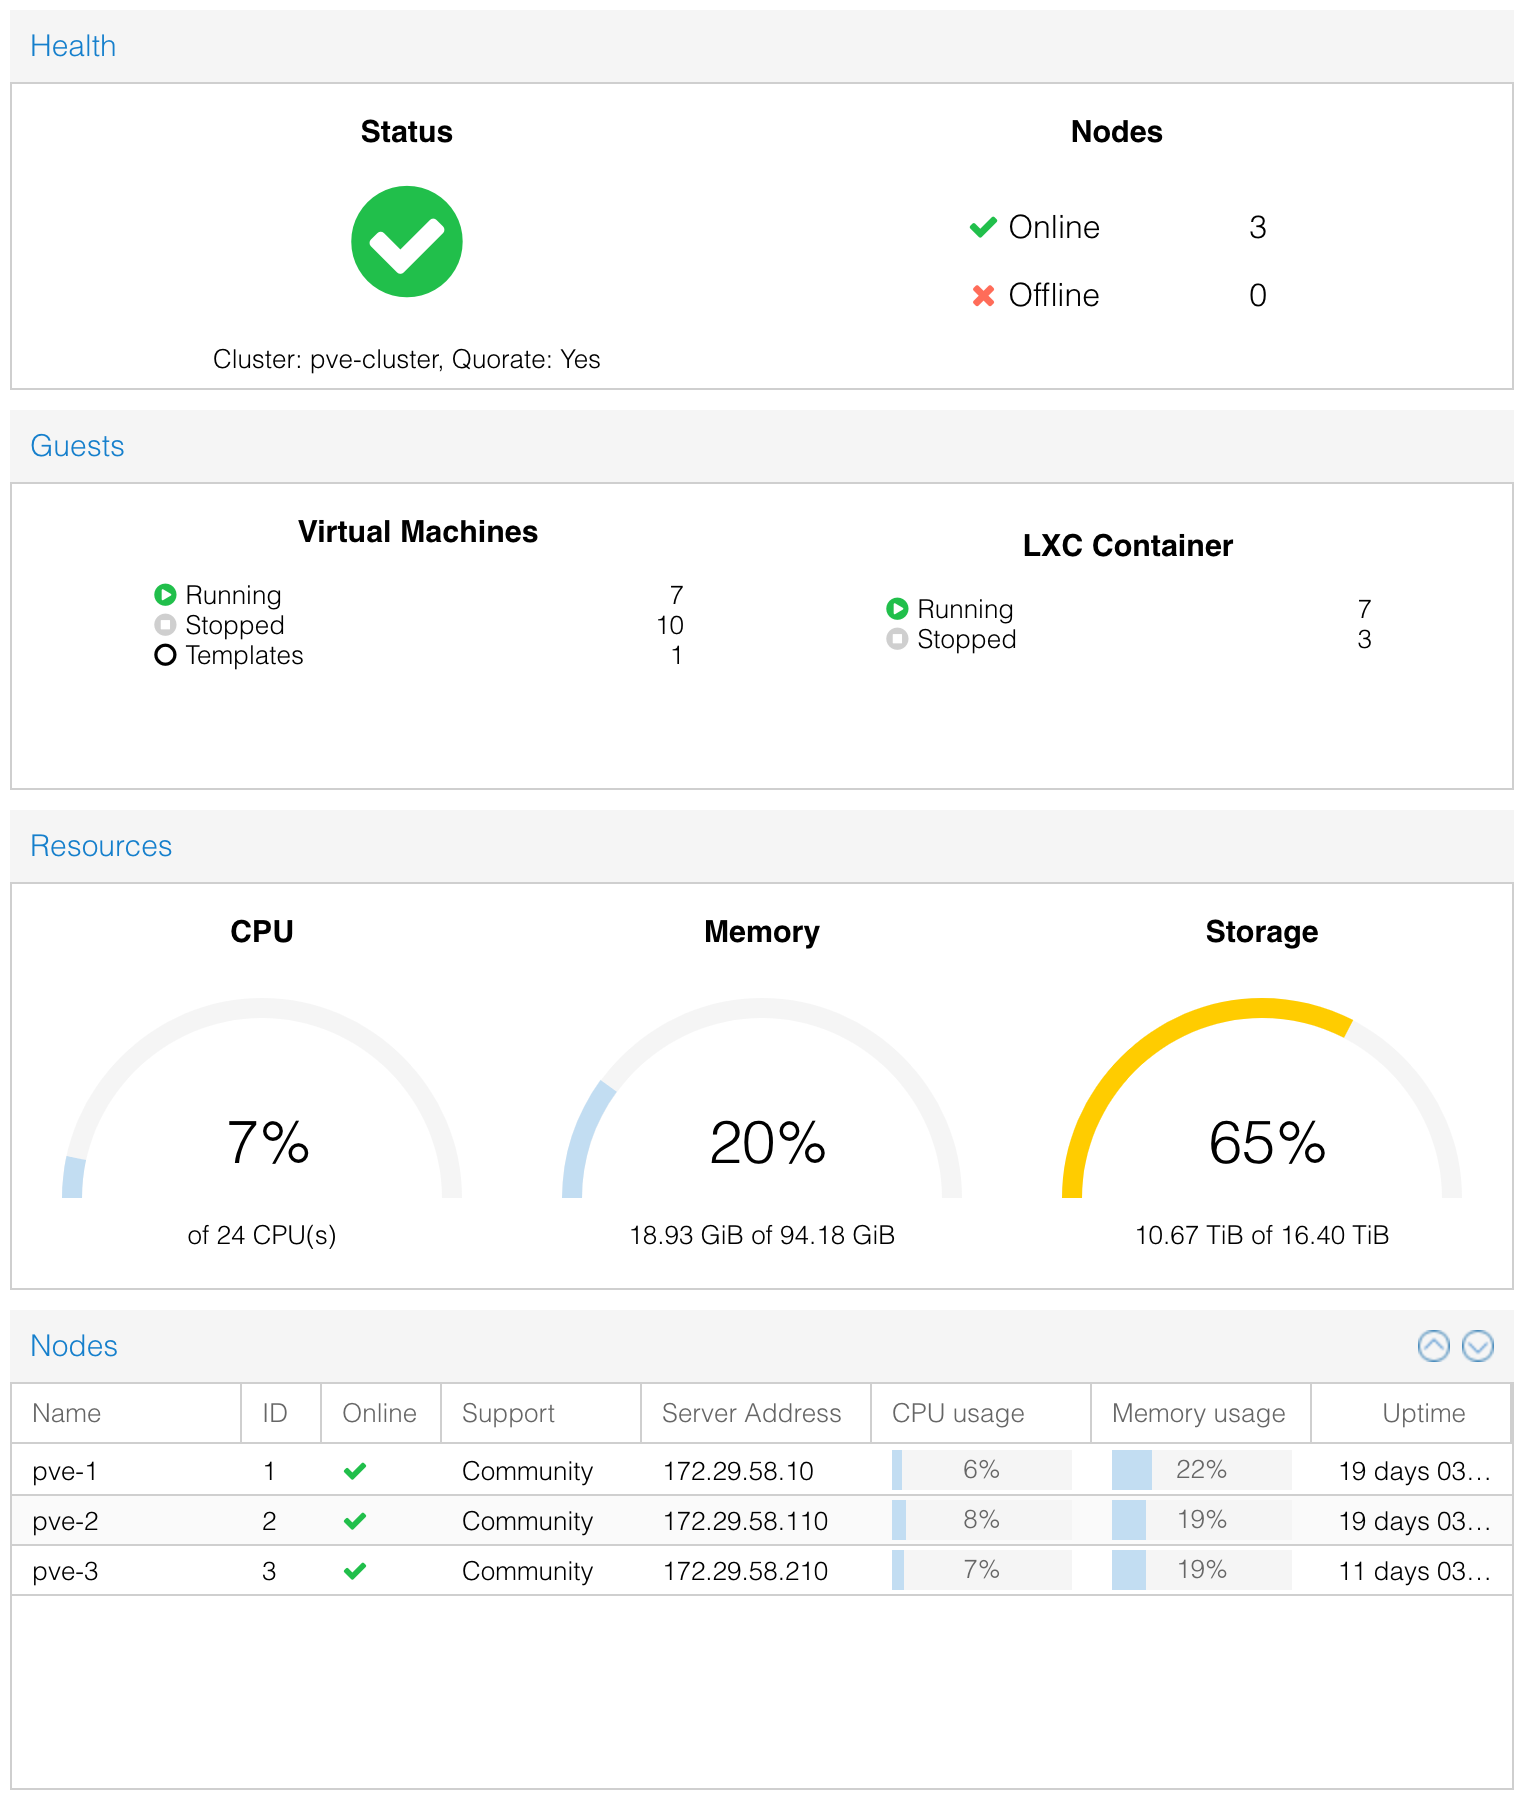 Health
Status Nodes
Online 3
Offline 0
Cluster: pve-cluster, Quorate: Yes
Guests
Virtual Machines
Running 7
Stopped 10
Templates 1
LXC Container
Running 7
Stopped 3
Resources
CPU Memory Storage
7% 20% 65%
of 24 CPU(s) 18.93 GiB of 94.18 GiB 10.67 TiB of 16.40 TiB
Nodes
Name ID Online Support Server Address CPU usage Memory usage Uptime
pve-1 1 Community 172.29.58.10 6% 22% 19 days 03...
pve-2 2 Community 172.29.58.110 8% 19% 19 days 03...
pve-3 3 Community 172.29.58.210 7% 19% 11 days 03...